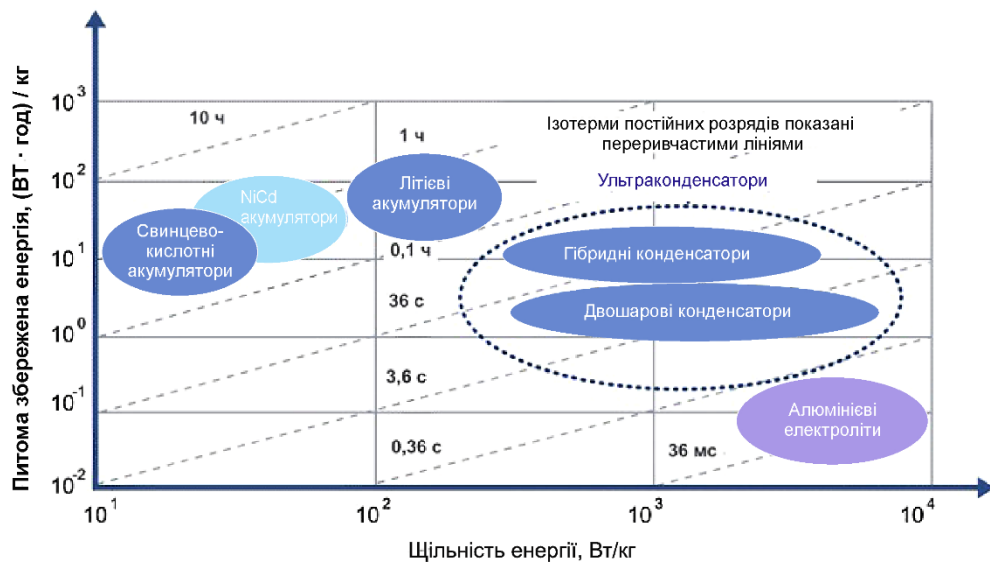 Питома збережена енергія, (ВТ · год) / кг
10³
10²
10¹
10⁰
10⁻¹
10⁻²
10 ч
1 ч
0,1 ч
36 с
3,6 с
0,36 с
36 мс
Ізотерми постійних розрядів показані
переривчастими лініями
Ультраконденсатори
NiCd
акумулятори
Свинцево-
кислотні
акумулятори
Літієві
акумулятори
Гібридні конденсатори
Двошарові конденсатори
Алюмінієві
електроліти
10¹
10²
10³
10⁴
Щільність енергії, Вт/кг